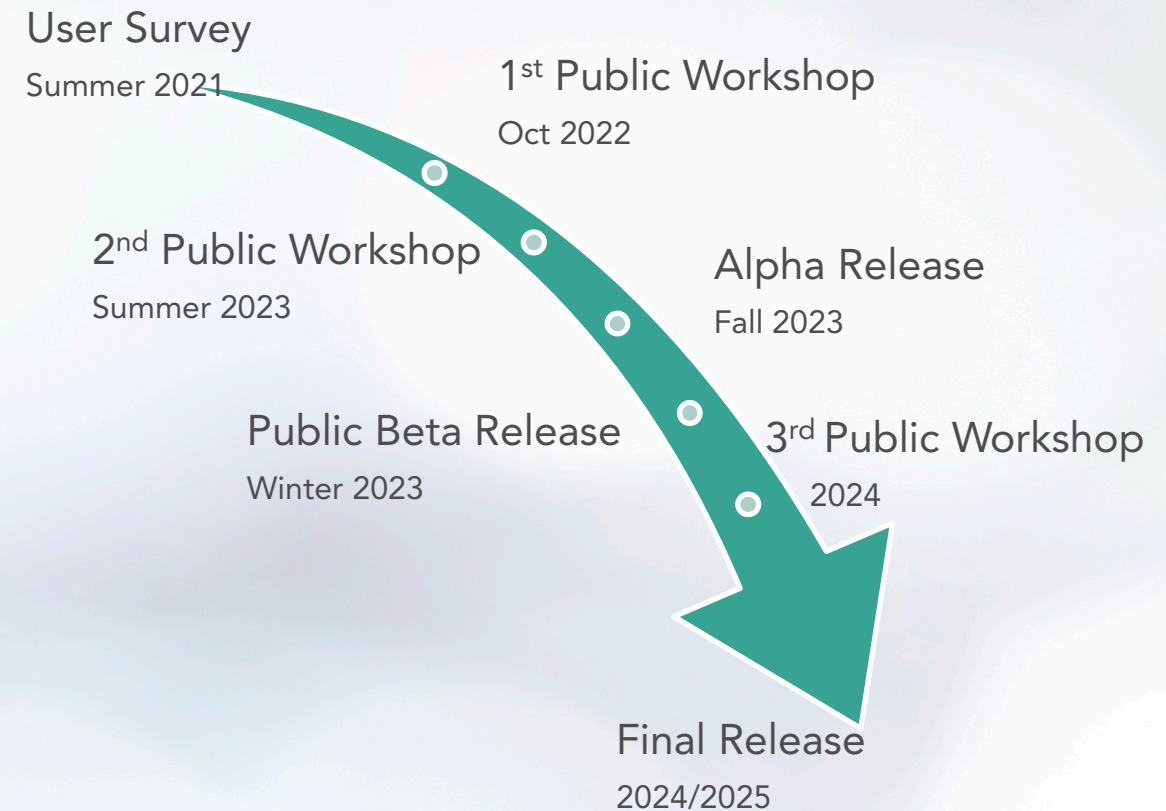 User Survey
Summer 2021
1st Public Workshop
Oct 2022
2nd Public Workshop
Summer 2023
Alpha Release
Fall 2023
Public Beta Release
Winter 2023
3rd Public Workshop
2024
Final Release
2024/2025